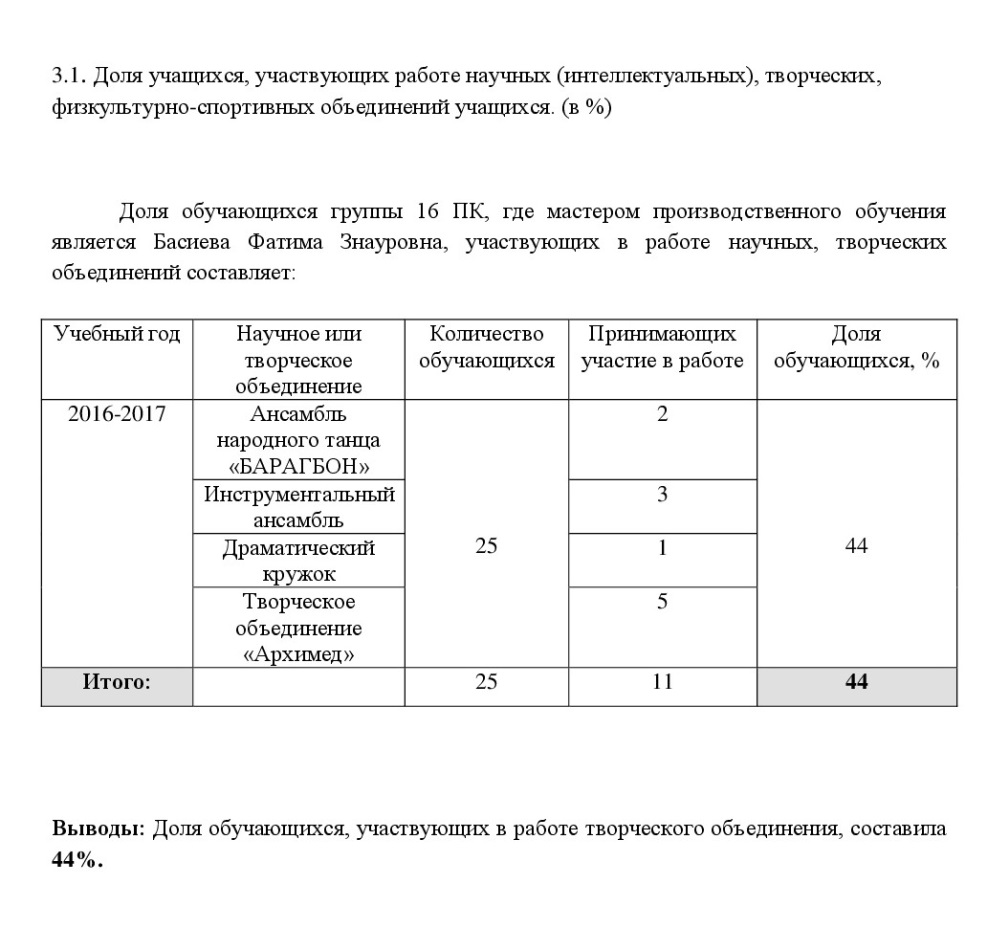 3.1. Доля учащихся, участвующих работе научных (интеллектуальных), творческих,
физкультурно-спортивных объединений учащихся. (в %)
Доля обучающихся группы 16 ПК, где мастером производственного обучения
является Басиева Фатима Знауровна, участвующих в работе научных, творческих
объединений составляет:
Учебный год
Научное или
творческое
объединение
Количество
обучающихся
Принимающих
участие в работе
Доля
обучающихся, %
2016-2017
Ансамбль
народного танца
«БАРАГБОН»
2
Инструментальный
ансамбль
3
Драматический
кружок
25
1
44
Творческое
объединение
«Архимед»
5
Итого:
25
11
44
Выводы: Доля обучающихся, участвующих в работе творческого объединения, составила
44%.